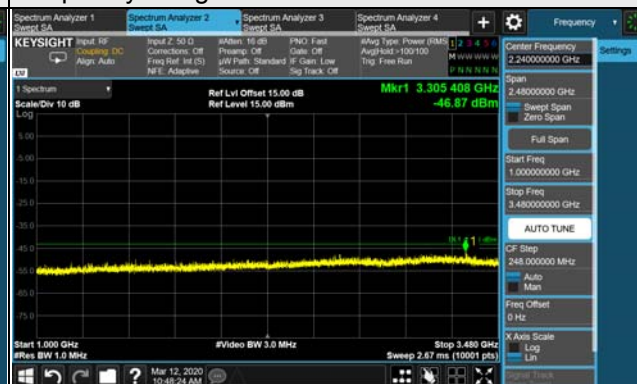 Spectrum Analyzer 1
Swept SA
Spectrum Analyzer 2
Swept SA
Spectrum Analyzer 3
Swept SA
Spectrum Analyzer 4
Swept SA
+
Frequency
KEYSIGHT
Input: RF
Coupling: DC
Align: Auto
Input Z: 50 Ω
Corrections: Off
Freq Ref: Int (S)
NFE: Adaptive
#Atten: 16 dB
Preamp: Off
µW Path: Standard
Source: Off
PNO: Fast
Gate: Off
IF Gain: Low
Sig Track: Off
#Avg Type: Power (RMS)
Avg|Hold: >100/100
Trig: Free Run
1 2 3 4 5 6
M W W W W W
P N N N N N
LXI
1 Spectrum
Scale/Div 10 dB
Log
Ref Lvl Offset 15.00 dB
Ref Level 15.00 dBm
Mkr1 3.305 408 GHz
-46.87 dBm
5.00
-5.00
-15.0
-25.0
-35.0
-45.0
-55.0
-65.0
-75.0
1
Start 1.000 GHz
#Res BW 1.0 MHz
#Video BW 3.0 MHz
Stop 3.480 GHz
Sweep 2.67 ms (10001 pts)
Center Frequency
2.240000000 GHz
Settings
Span
2.48000000 GHz
Swept Span
Zero Span
Full Span
Start Freq
1.000000000 GHz
Stop Freq
3.480000000 GHz
AUTO TUNE
CF Step
248.000000 MHz
Auto
Man
Freq Offset
0 Hz
X Axis Scale
Log
Lin
Signal Track
Mar 12, 2020
10:48:24 AM